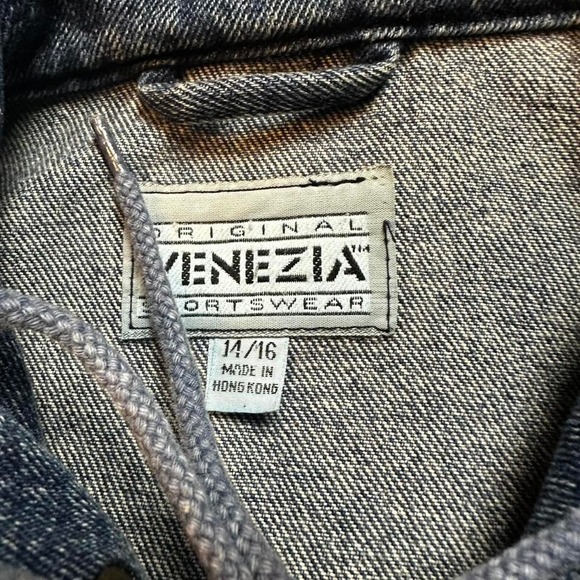 ORIGINAL
VENEZIA™
SPORTSWEAR
14/16
MADE IN
HONG KONG